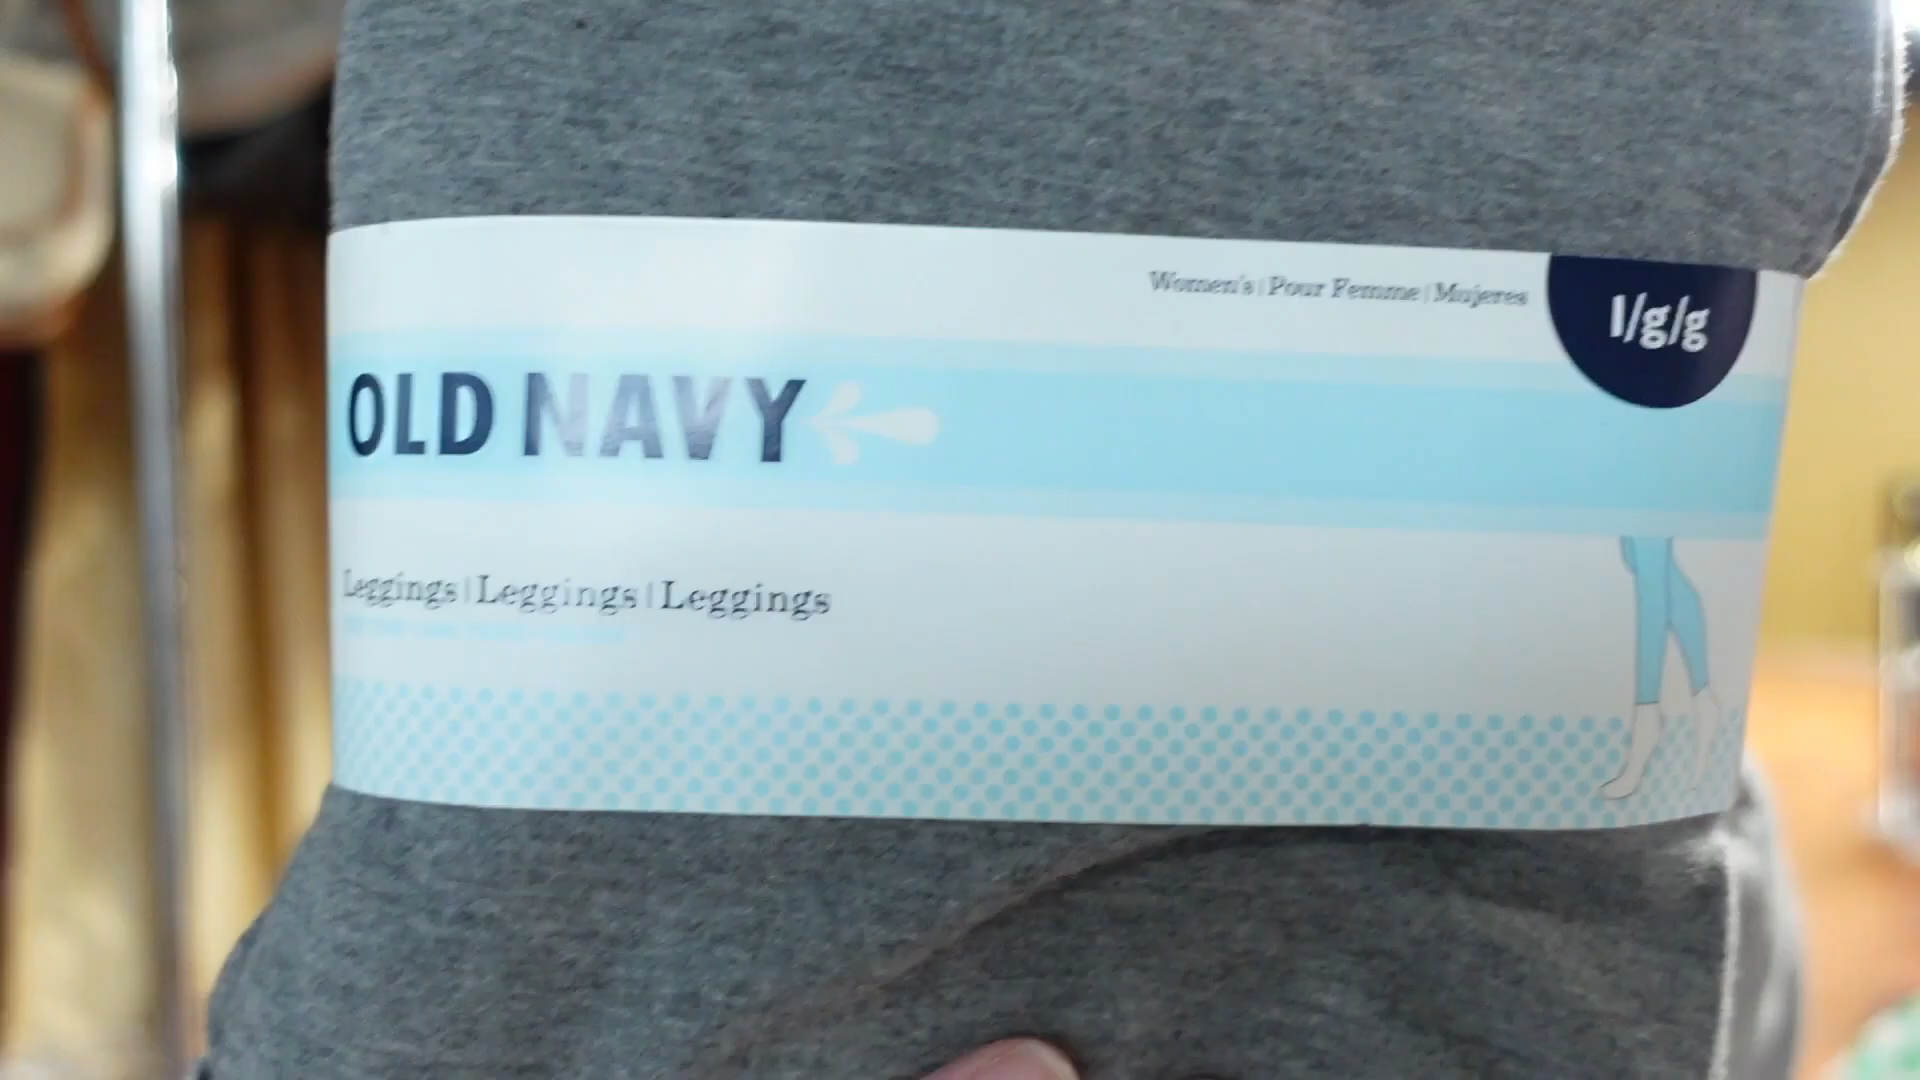 Women's | Pour Femme | Mujeres
l/g/g
OLD NAVY
Leggings | Leggings | Leggings